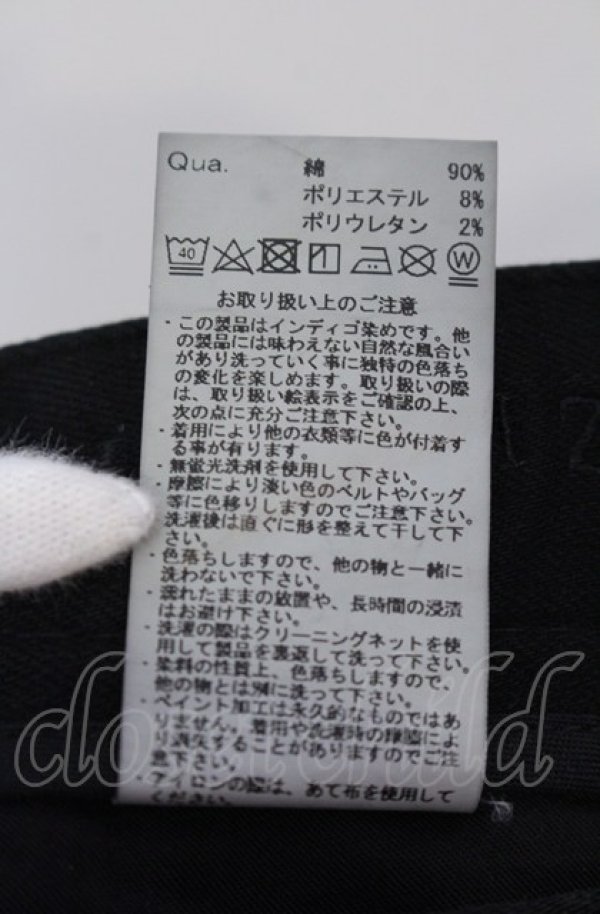 Qua. 綿 90%
ポリエステル 8%
ポリウレタン 2%
40 W
お取り扱い上のご注意
・この製品はインディゴ染めです。他
の製品には味わえない自然な風合い
があり洗っていく事に独特の色落ち
の変化を楽しめます。取り扱いの際
は、取り扱い絵表示をご確認の上、
次の点に充分ご注意下さい。
・着用により他の衣類等に色が付着す
る事が有ります。
・無蛍光洗剤を使用して下さい。
・摩擦により淡い色のベルトやバッグ
等に色移りしますのでご注意下さい。
洗濯後は直ぐに形を整えて干して下
さい。
・色落ちしますので、他の物と一緒に
洗わないで下さい。
・濡れたままの放置や、長時間の浸漬
はお避け下さい。
・洗濯の際はクリーニングネットを使
用して製品を裏返して洗って下さい。
・染料の性質上、色落ちしますので、
他の物とは別に洗って下さい。
・ペイント加工は永久的なものではあ
りません。着用や洗濯時の摩擦によ
り消失することがありますのでご注
意下さい。
アイロンの際は、あて布を使用して
ください。
closet child